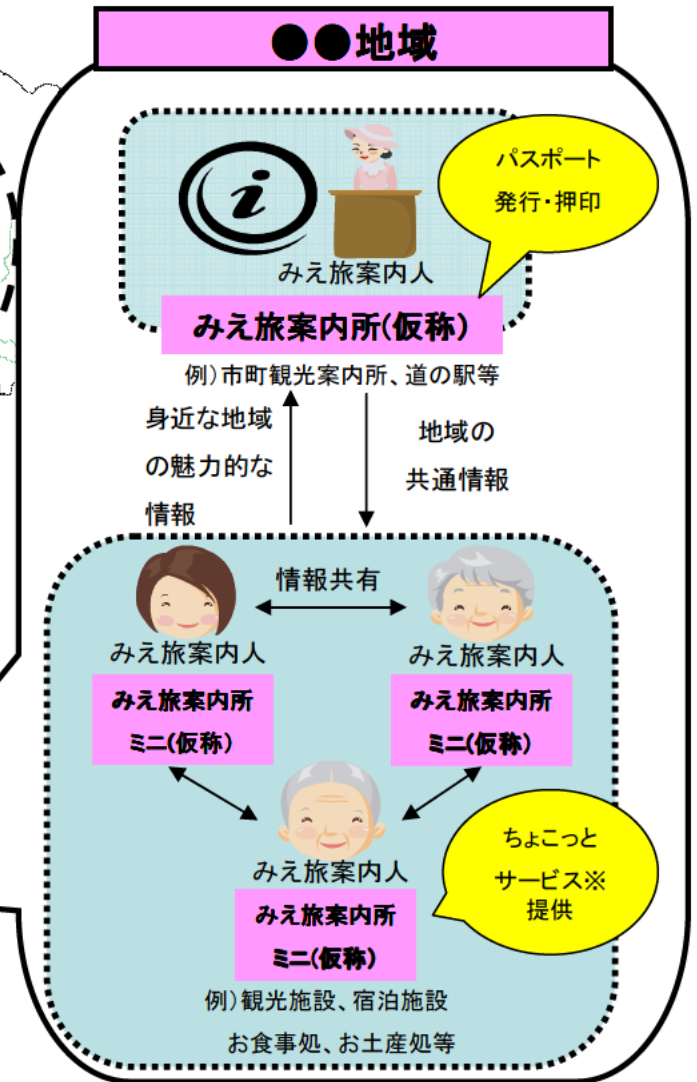 ●●地域
パスポート
発行・押印
みえ旅案内人
みえ旅案内所(仮称)
例)市町観光案内所、道の駅等
身近な地域
の魅力的な
情報
地域の
共通情報
情報共有
みえ旅案内人
みえ旅案内人
みえ旅案内所
ミニ(仮称)
みえ旅案内所
ミニ(仮称)
みえ旅案内人
みえ旅案内所
ミニ(仮称)
ちょこっと
サービス※
提供
例)観光施設、宿泊施設
お食事処、お土産処等